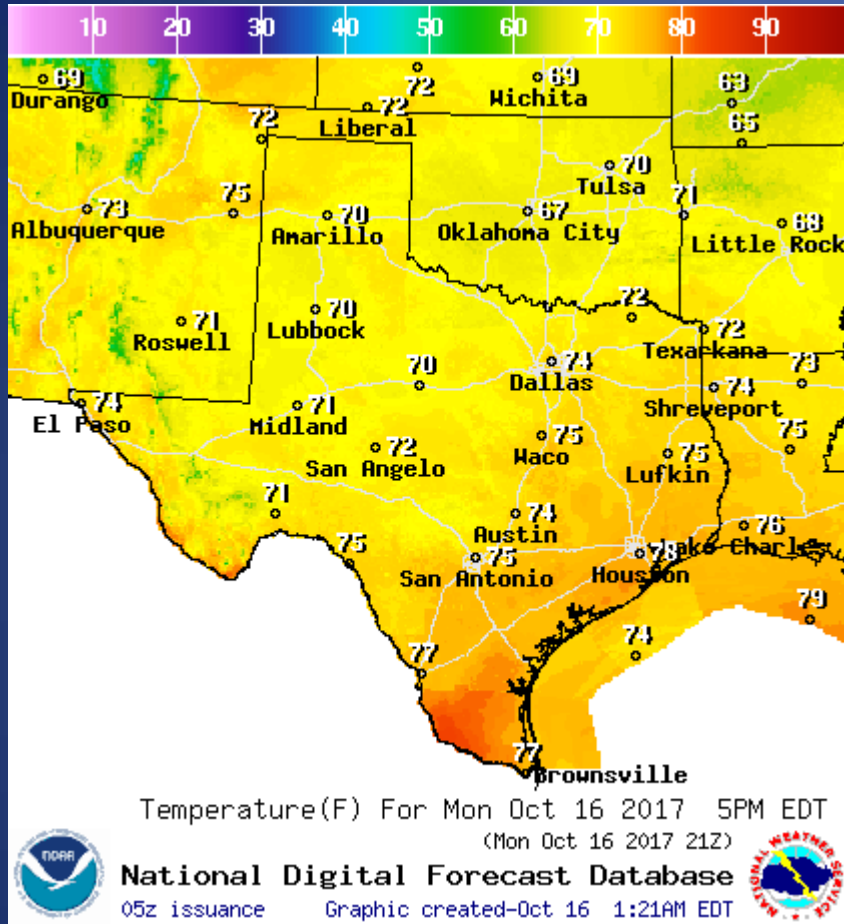 10 20 30 40 50 60 70 80 90
69
Durango
72
69
Wichita
63
72
Liberal
72
65
70
Tulsa
73
Albuquerque
75
70
Amarillo
67
Oklahoma City
71
68
Little Rock
71
Roswell
70
Lubbock
72
72
Texarkana
74
Dallas
70
73
74
Shreveport
74
El Paso
71
Midland
72
San Angelo
75
Waco
75
Lufkin
75
71
74
Austin
76
Lake Charles
75
75
San Antonio
78
Houston
79
74
77
77
Brownsville
Temperature(F) For Mon Oct 16 2017 5PM EDT
(Mon Oct 16 2017 21Z)
National Digital Forecast Database
05z issuance Graphic created-Oct 16 1:21AM EDT
NOAA
NATIONAL WEATHER SERVICE